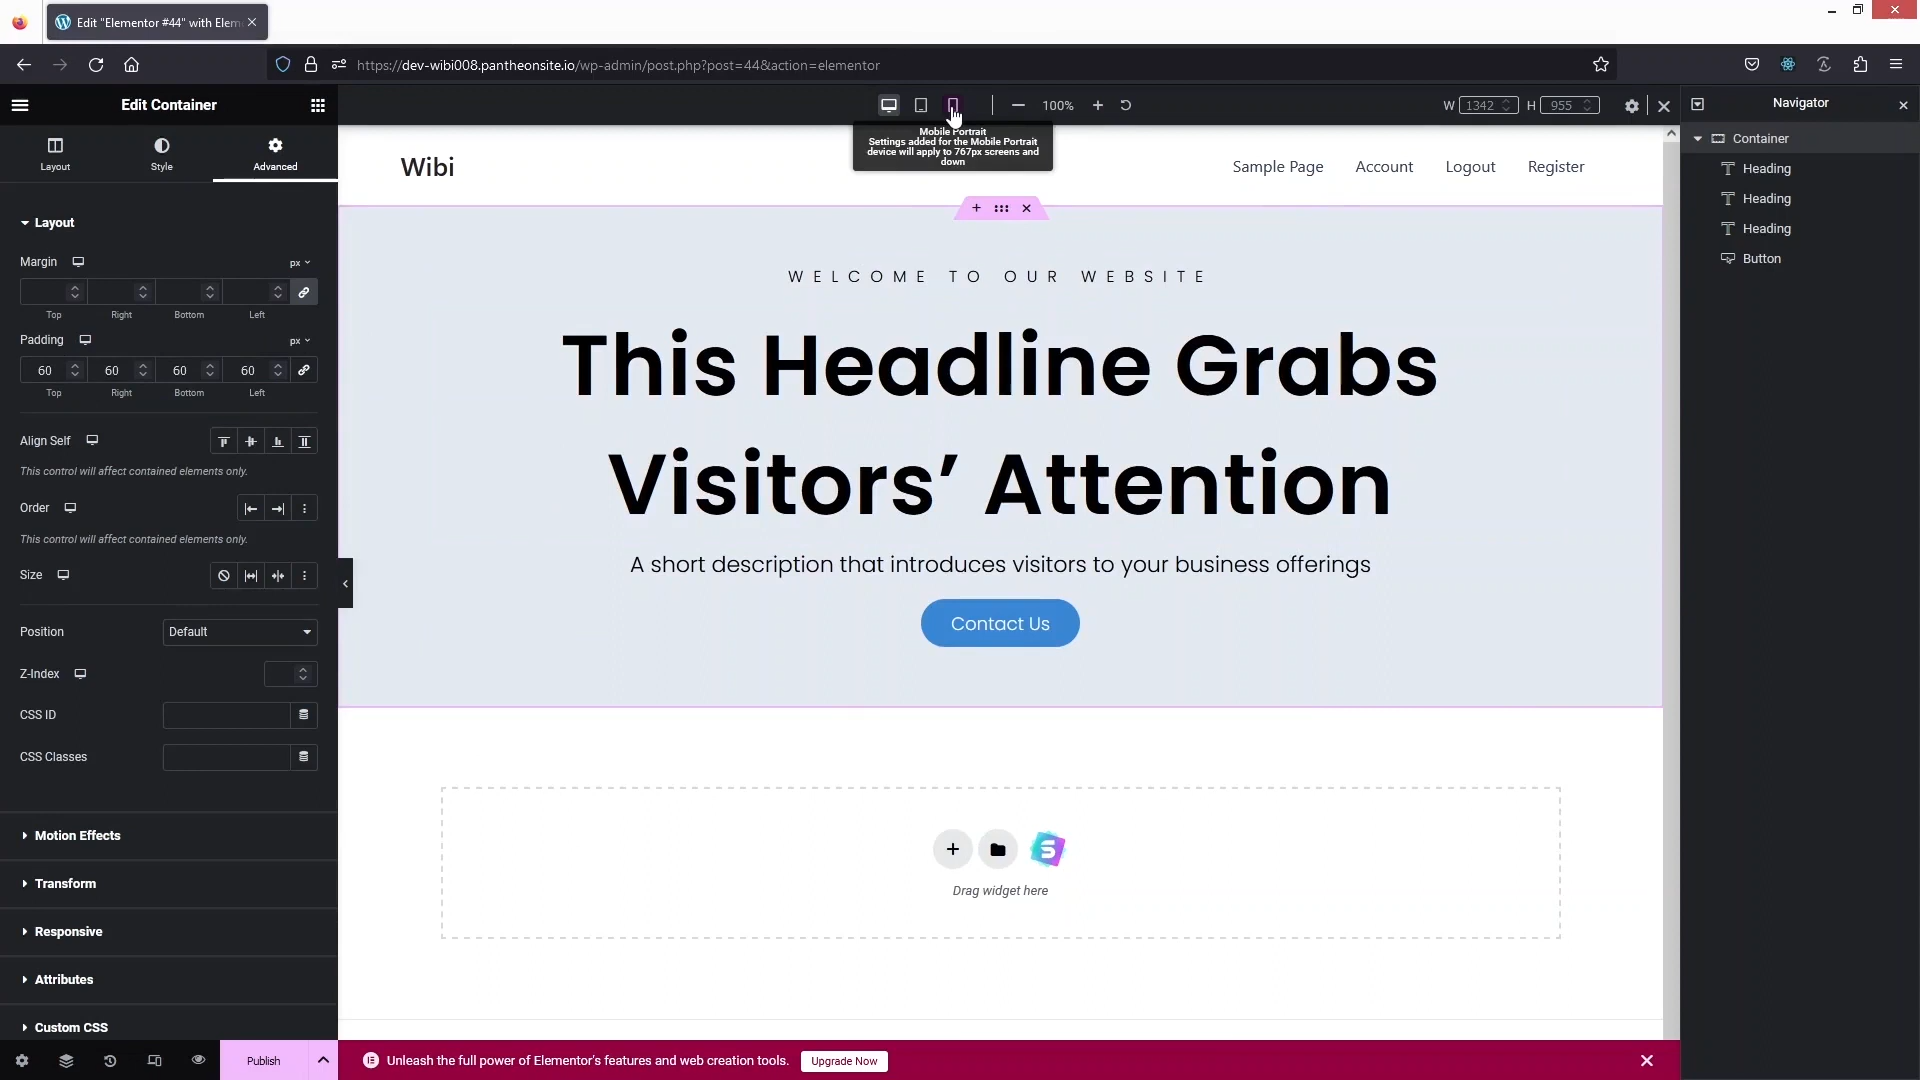 Edit "Elementor #44" with Elem
https://dev-wibi008.pantheonsite.io/wp-admin/post.php?post=44&action=elementor
Edit Container
100%
W 1342 H 955
Navigator
Layout
Style
Advanced
Mobile Portrait
Settings added for the Mobile Portrait
device will apply to 767px screens and
down
Wibi
Sample Page
Account
Logout
Register
Container
Heading
Heading
Heading
Button
Layout
Margin
px
Top
Right
Bottom
Left
Padding
px
60
60
60
60
Top
Right
Bottom
Left
Align Self
This control will affect contained elements only.
Order
This control will affect contained elements only.
Size
Position
Default
Z-Index
CSS ID
CSS Classes
Motion Effects
Transform
Responsive
Attributes
Custom CSS
Publish
WELCOME TO OUR WEBSITE
This Headline Grabs
Visitors’ Attention
A short description that introduces visitors to your business offerings
Contact Us
S
Drag widget here
Unleash the full power of Elementor's features and web creation tools.
Upgrade Now